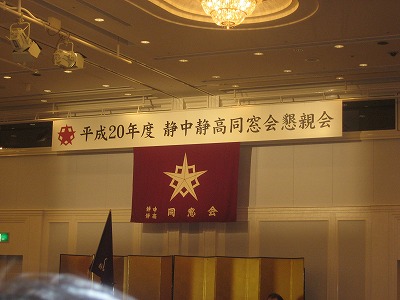 平成20年度 静中静高同窓会懇親会
静中
静高 同窓会